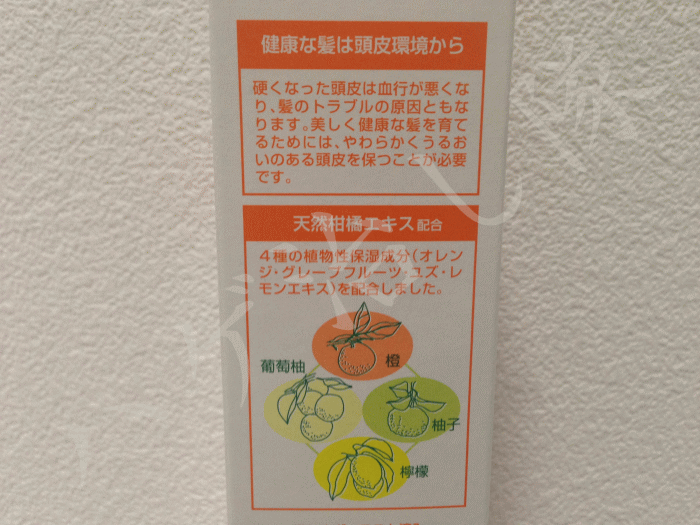 健康な髪は頭皮環境から
硬くなった頭皮は血行が悪くな
り、髪のトラブルの原因ともな
ります。美しく健康な髪を育て
るためには、やわらかくうるお
いのある頭皮を保つことが必要
です。
天然柑橘エキス配合
4種の植物性保湿成分(オレン
ジ・グレープフルーツ・ユズ・レ
モンエキス)を配合しました。
橙
葡萄柚
柚子
檸檬